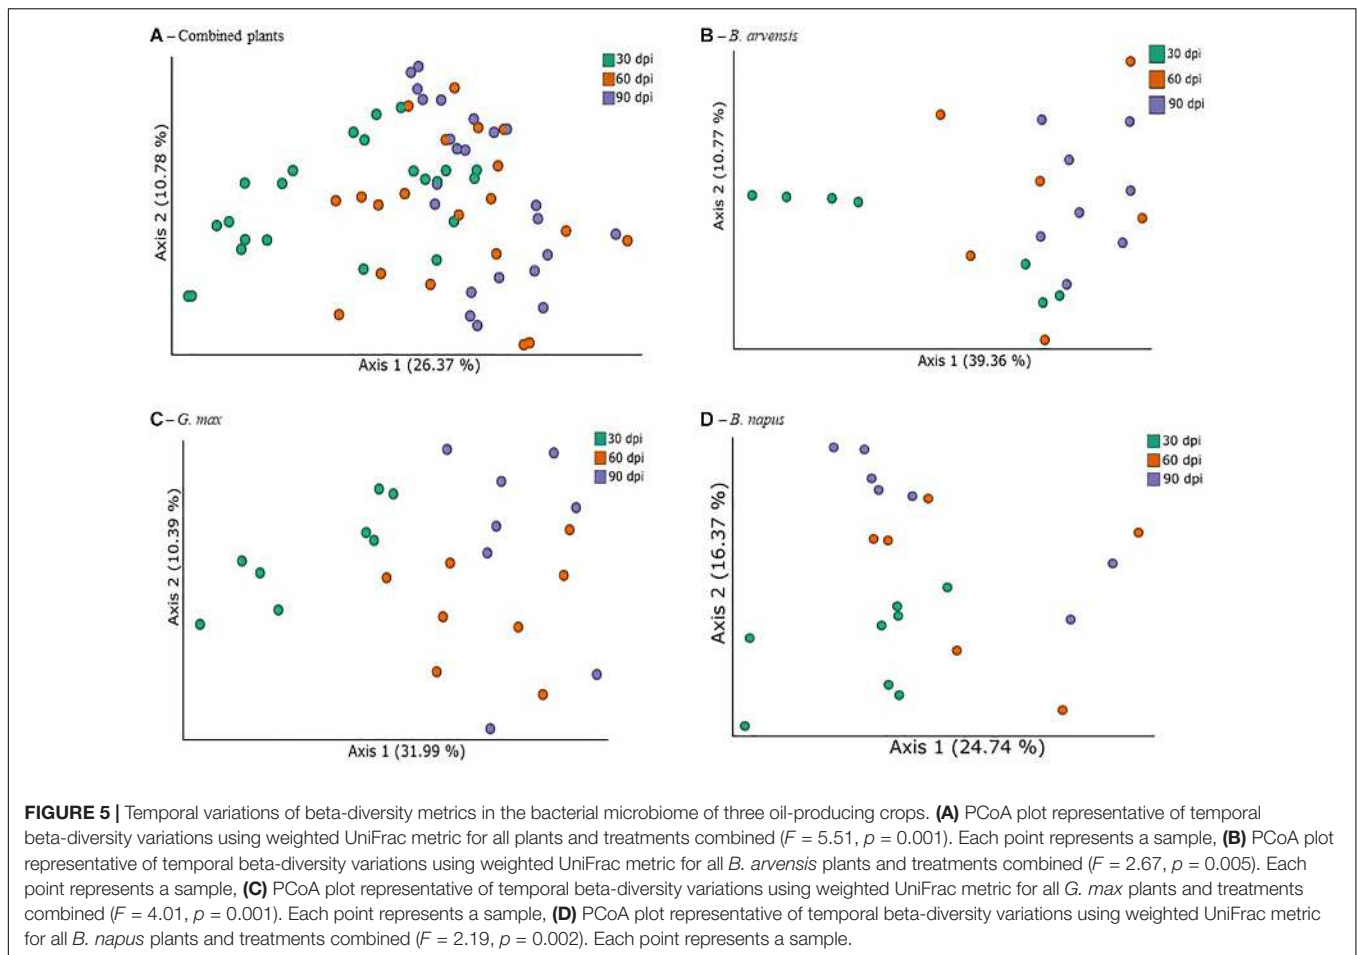 A – Combined plants
30 dpi
60 dpi
90 dpi
Axis 2 (10.78 %)
Axis 1 (26.37 %)
B – B. arvensis
30 dpi
60 dpi
90 dpi
Axis 2 (10.77 %)
Axis 1 (39.36 %)
C – G. max
30 dpi
60 dpi
90 dpi
Axis 2 (10.39 %)
Axis 1 (31.99 %)
D – B. napus
30 dpi
60 dpi
90 dpi
Axis 2 (16.37 %)
Axis 1 (24.74 %)
FIGURE 5 | Temporal variations of beta-diversity metrics in the bacterial microbiome of three oil-producing crops. (A) PCoA plot representative of temporal
beta-diversity variations using weighted UniFrac metric for all plants and treatments combined (F = 5.51, p = 0.001). Each point represents a sample, (B) PCoA plot
representative of temporal beta-diversity variations using weighted UniFrac metric for all B. arvensis plants and treatments combined (F = 2.67, p = 0.005). Each
point represents a sample, (C) PCoA plot representative of temporal beta-diversity variations using weighted UniFrac metric for all G. max plants and treatments
combined (F = 4.01, p = 0.001). Each point represents a sample, (D) PCoA plot representative of temporal beta-diversity variations using weighted UniFrac metric
for all B. napus plants and treatments combined (F = 2.19, p = 0.002). Each point represents a sample.